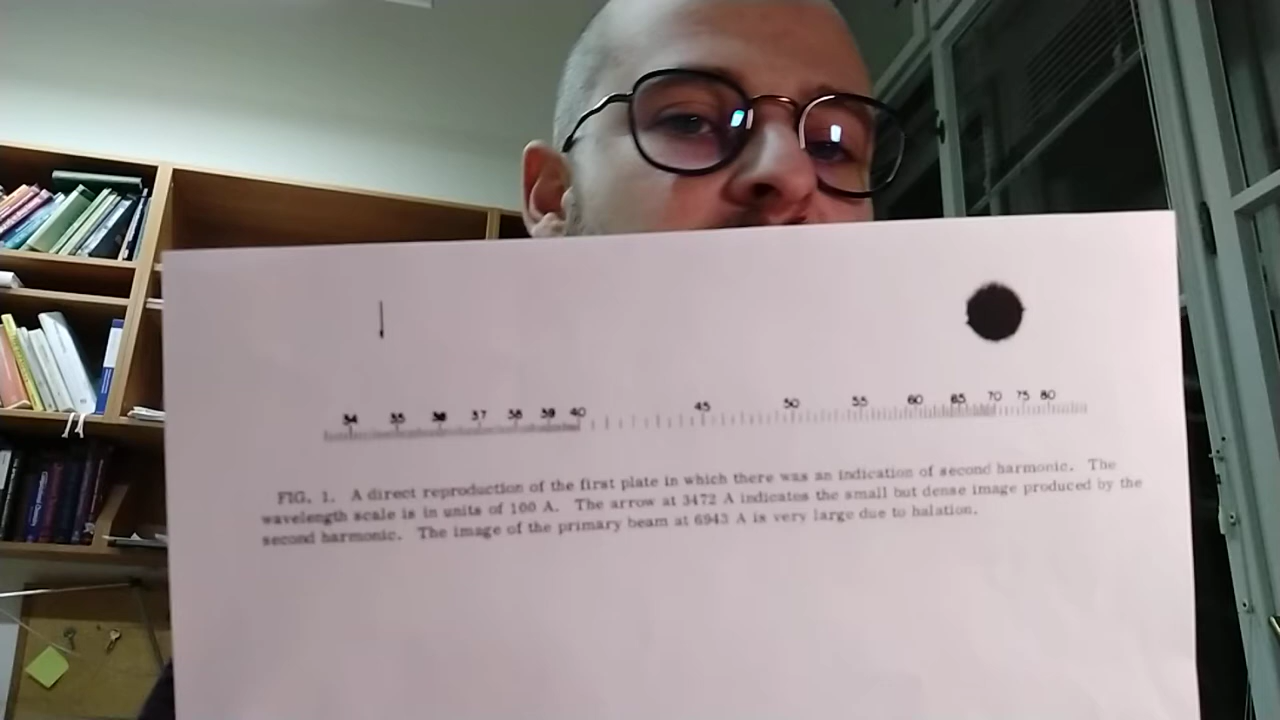 34 35 36 37 38 39 40 45 50 55 60 65 70 75 80
FIG. 1. A direct reproduction of the first plate in which there was an indication of second harmonic. The
wavelength scale is in units of 100 A. The arrow at 3472 A indicates the small but dense image produced by the
second harmonic. The image of the primary beam at 6943 A is very large due to halation.